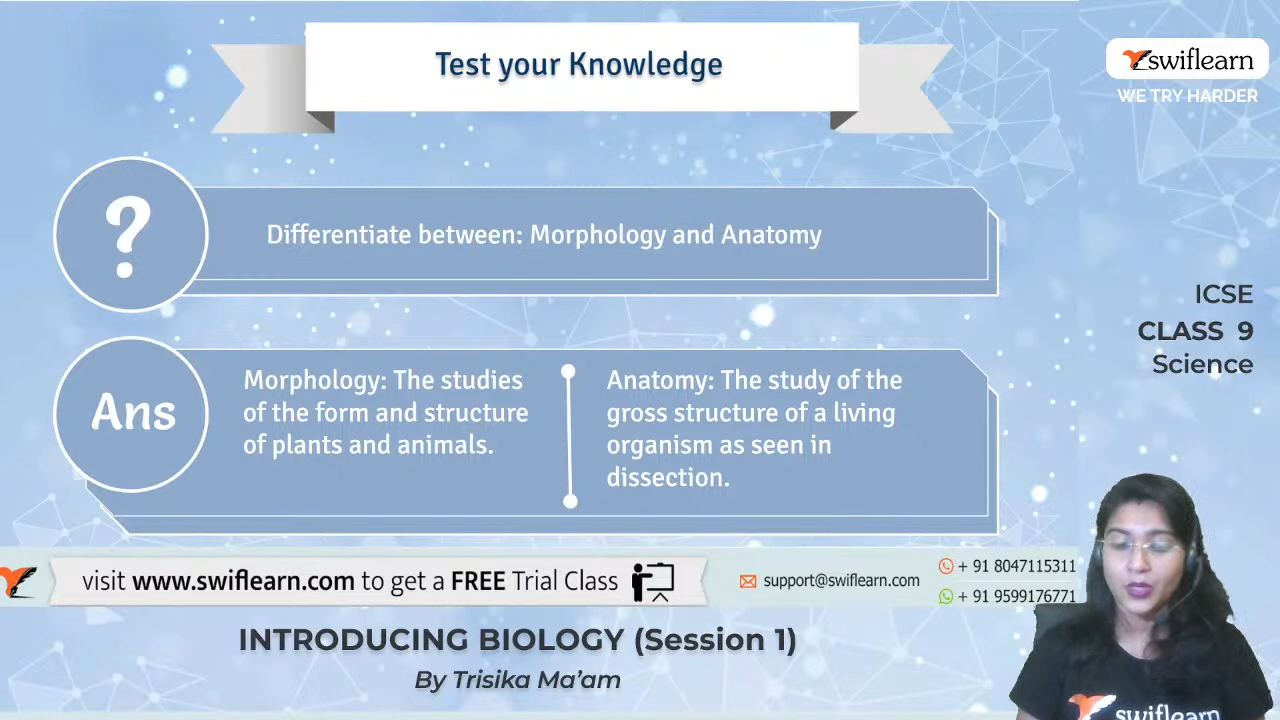 Test your Knowledge
swiflearn
WE TRY HARDER
?
Differentiate between: Morphology and Anatomy
ICSE
CLASS 9
Science
Ans
Morphology: The studies
of the form and structure
of plants and animals.
Anatomy: The study of the
gross structure of a living
organism as seen in
dissection.
visit www.swiflearn.com to get a FREE Trial Class
support@swiflearn.com
+ 91 8047115311
+ 91 9599176771
INTRODUCING BIOLOGY (Session 1)
By Trisika Ma'am
swiflearn